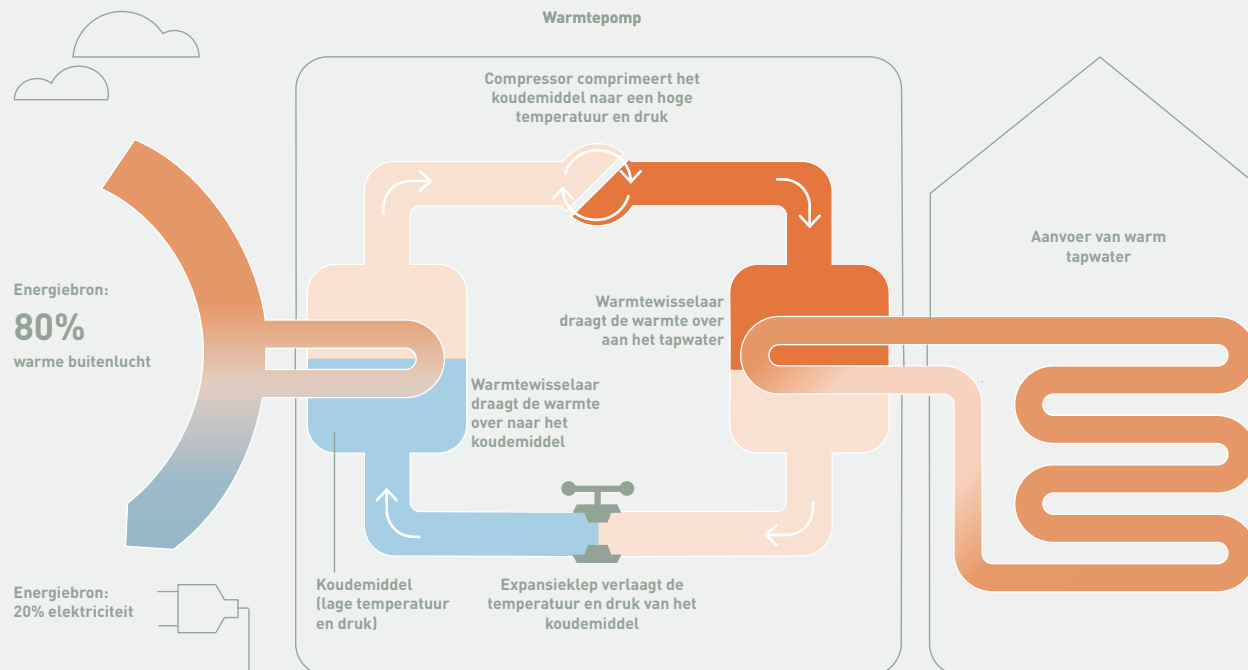 Warmtepomp
Compressor comprimeert het
koudemiddel naar een hoge
temperatuur en druk
Aanvoer van warm
tapwater
Energiebron:
80%
warme buitenlucht
Warmtewisselaar
draagt de warmte over
aan het tapwater
Warmtewisselaar
draagt de warmte
over naar het
koudemiddel
Energiebron:
20% elektriciteit
Koudemiddel
(lage temperatuur
en druk)
Expansieklep verlaagt de
temperatuur en druk van het
koudemiddel